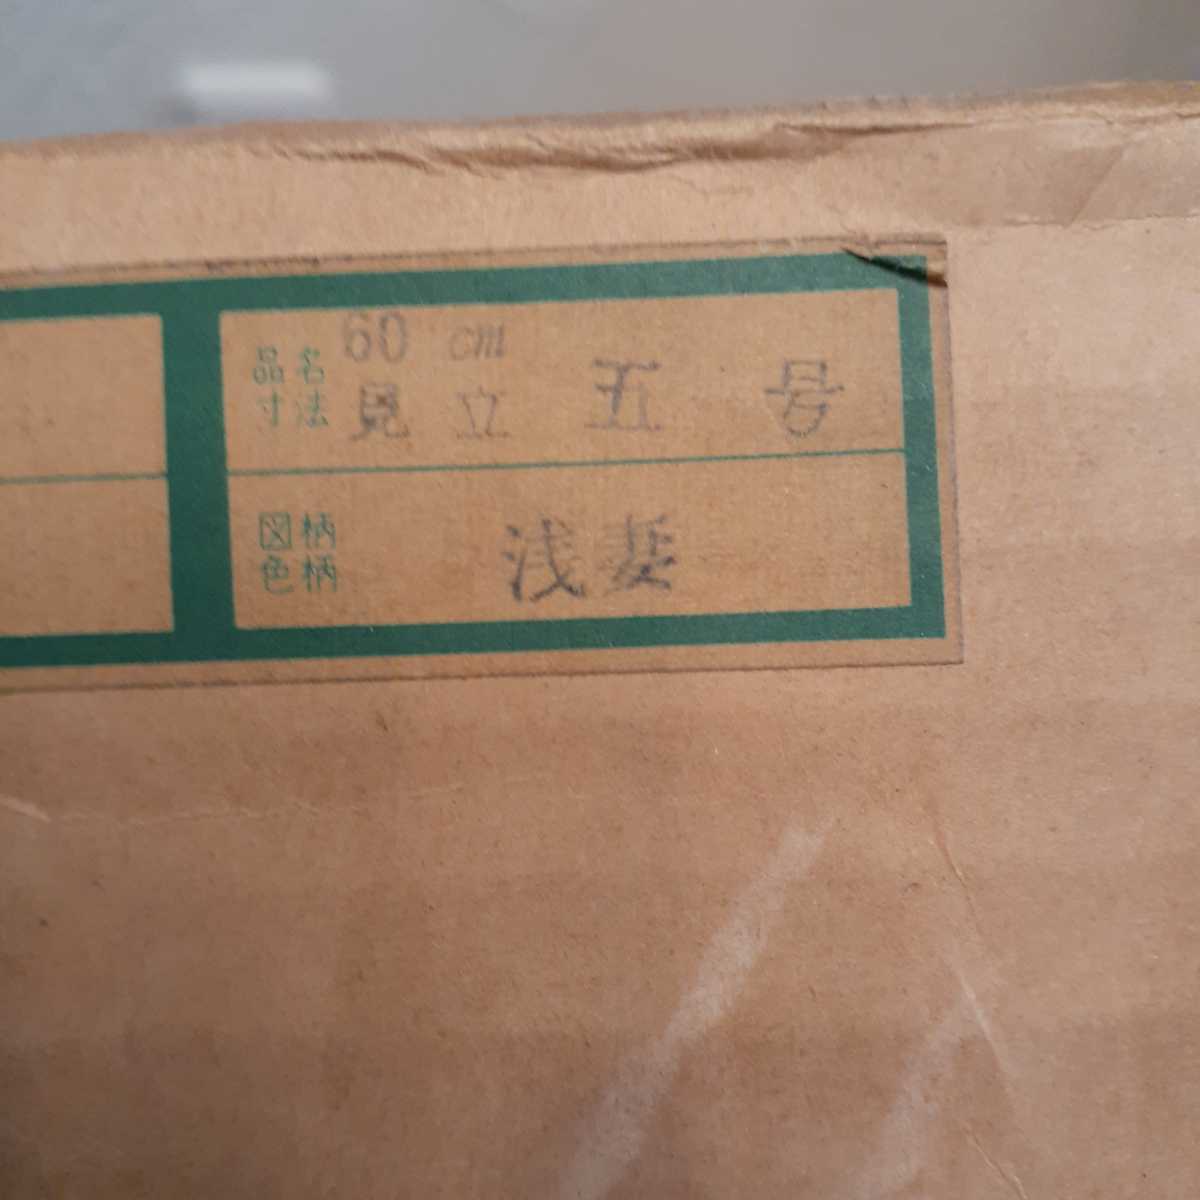 品名 60 cm
寸法 見立 五 号
図柄 浅妻
色柄